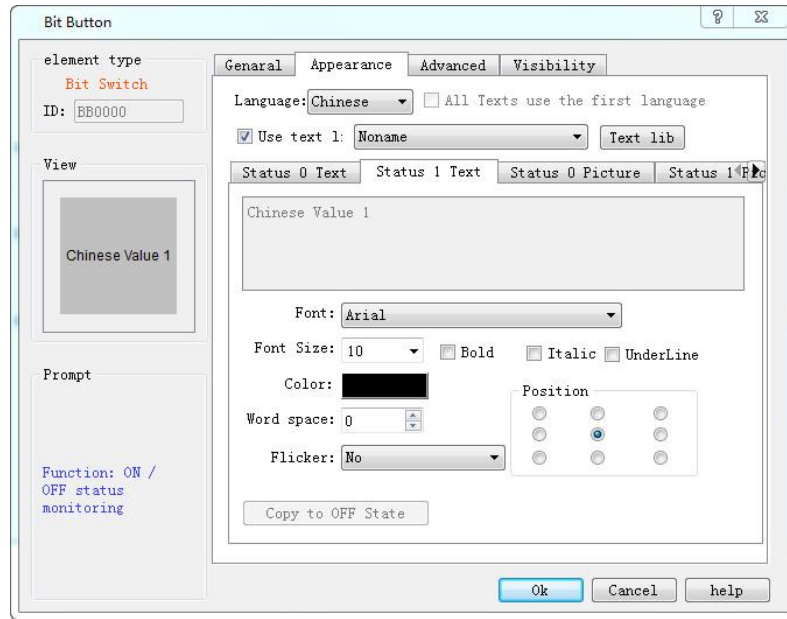 Bit Button
element type
Bit Switch
ID: BB0000
View
Chinese Value 1
Prompt
Function: ON /
OFF status
monitoring
General Appearance Advanced Visibility
Language: Chinese All Texts use the first language
Use text l: Noname Text lib
Status 0 Text Status 1 Text Status 0 Picture Status 1
Chinese Value 1
Font: Arial
Font Size: 10 Bold Italic UnderLine
Color:
Position
Word space: 0
Flicker: No
Copy to OFF State
Ok Cancel help